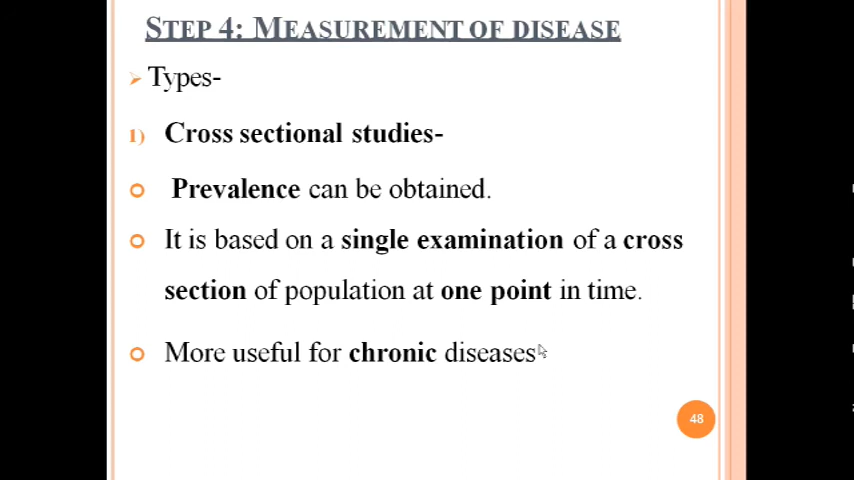 STEP 4: MEASUREMENT OF DISEASE
Types-
1) Cross sectional studies-
Prevalence can be obtained.
It is based on a single examination of a cross
section of population at one point in time.
More useful for chronic diseases
48